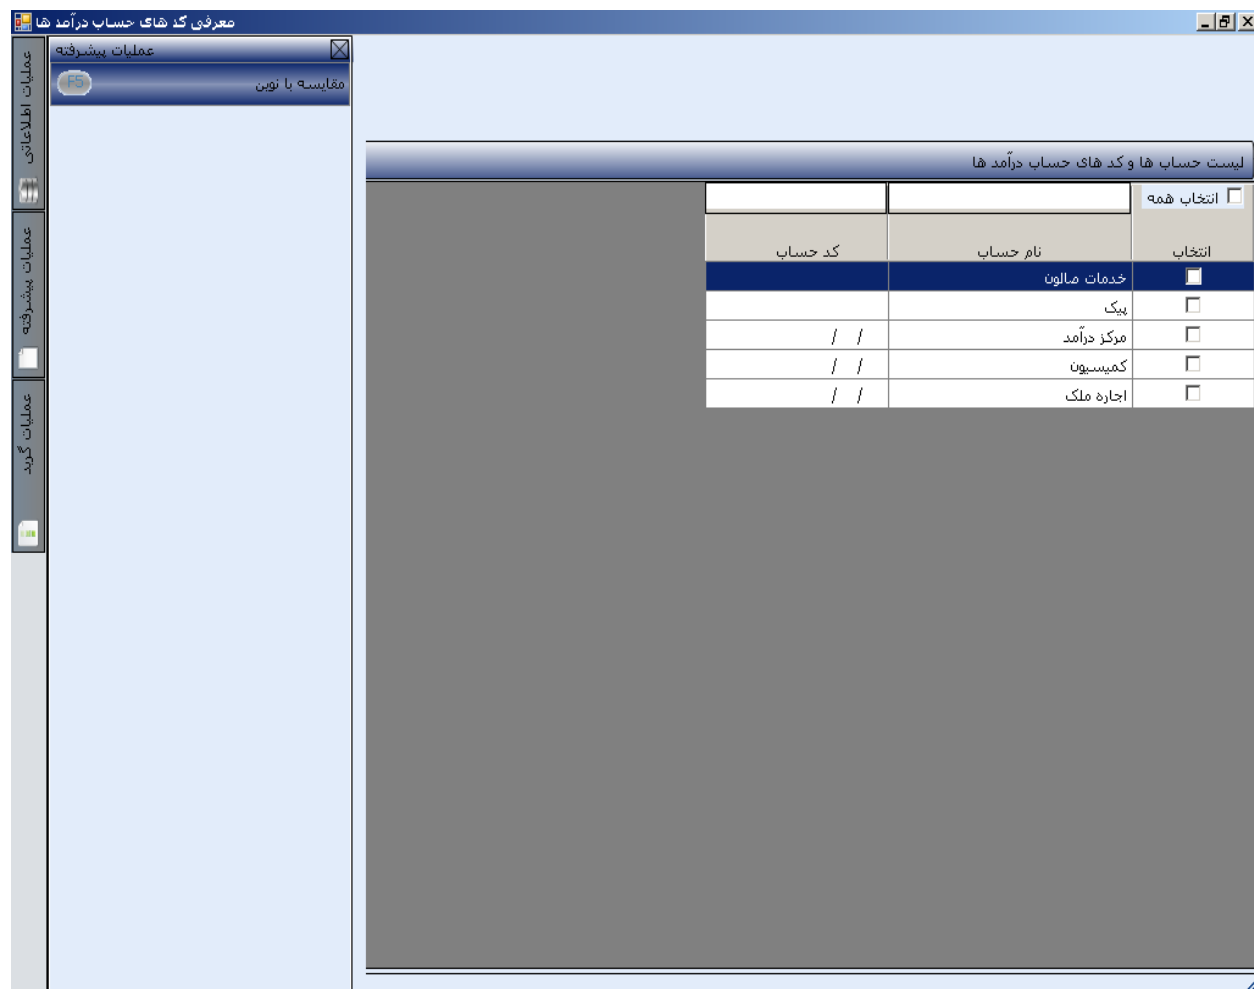 معرفی کد های حساب درآمد ها
عملیات پیشرفته
مقایسه با نوین
F5
عملیات اطلاعاتی
عملیات پیشرفته
عملیات گرید
لیست حساب ها و کد های حساب درآمد ها
انتخاب همه
انتخاب نام حساب کد حساب
خدمات سالون
پیک
مرکز درآمد / /
کمیسیون / /
اجاره ملک / /